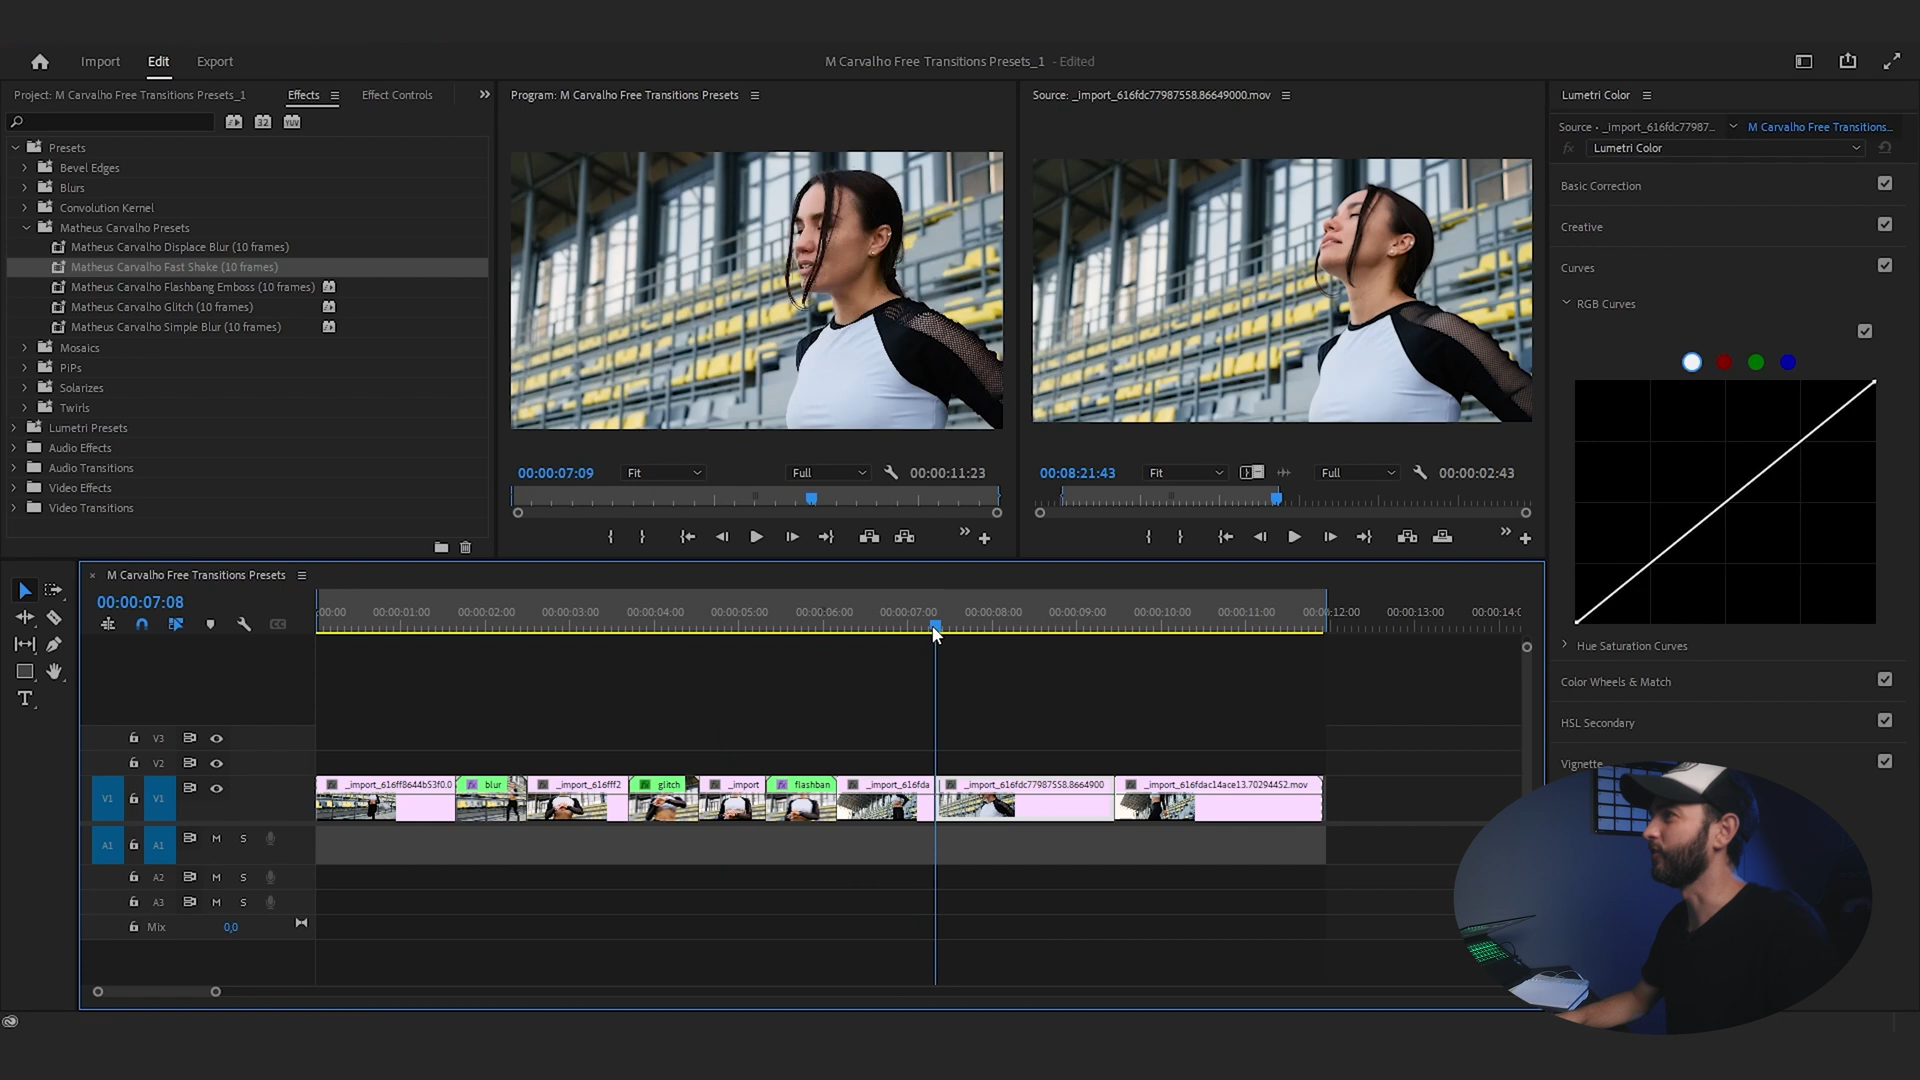 Import Edit Export
M Carvalho Free Transitions Presets_1 - Edited
Project: M Carvalho Free Transitions Presets_1 Effects Effect Controls
Program: M Carvalho Free Transitions Presets
Source: _import_616fdc77987558.86649000.mov
Lumetri Color
Source • _import_616fdc77987... M Carvalho Free Transitions...
fx Lumetri Color
32 YUV
Presets
Bevel Edges
Blurs
Convolution Kernel
Matheus Carvalho Presets
Matheus Carvalho Displace Blur (10 frames)
Matheus Carvalho Fast Shake (10 frames)
Matheus Carvalho Flashbang Emboss (10 frames)
Matheus Carvalho Glitch (10 frames)
Matheus Carvalho Simple Blur (10 frames)
Mosaics
PiPs
Solarizes
Twirls
Lumetri Presets
Audio Effects
Audio Transitions
Video Effects
Video Transitions
00:00:07:09 Fit Full 00:00:11:23
00:08:21:43 Fit Full 00:00:02:43
Basic Correction
Creative
Curves
RGB Curves
Hue Saturation Curves
Color Wheels & Match
HSL Secondary
Vignette
M Carvalho Free Transitions Presets
00:00:07:08
CC
:00:00 00:00:01:00 00:00:02:00 00:00:03:00 00:00:04:00 00:00:05:00 00:00:06:00 00:00:07:00 00:00:08:00 00:00:09:00 00:00:10:00 00:00:11:00 00:00:12:00 00:00:13:00 00:00:14:0
T
V3
V2
V1 V1
_import_616ff8644b53f0.0 blur _import_616fff2 glitch _import flashban _import_616fda _import_616fdc77987558.8664900 _import_616fdac14ace13.70294452.mov
A1 A1 M S
A2 M S
A3 M S
Mix 0,0